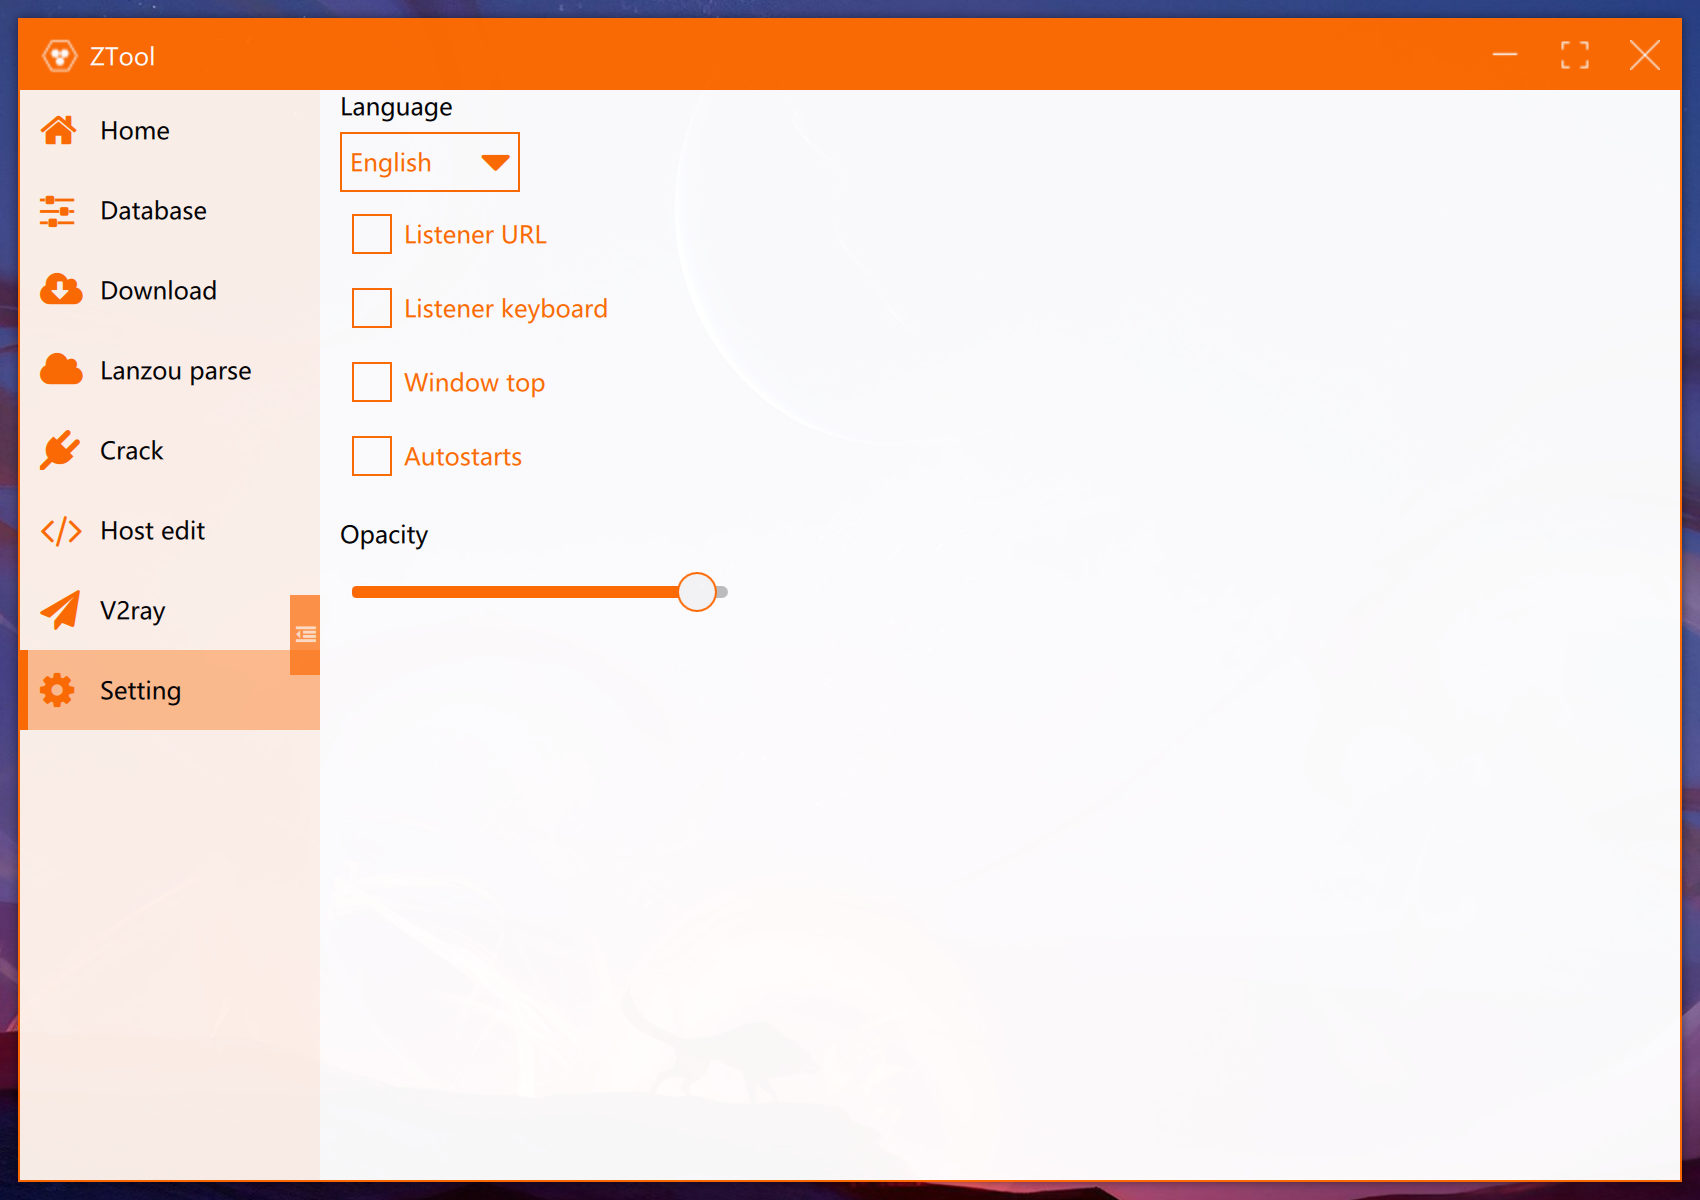 ZTool
Home
Database
Download
Lanzou parse
Crack
Host edit
V2ray
Setting
Language
English
Listener URL
Listener keyboard
Window top
Autostarts
Opacity